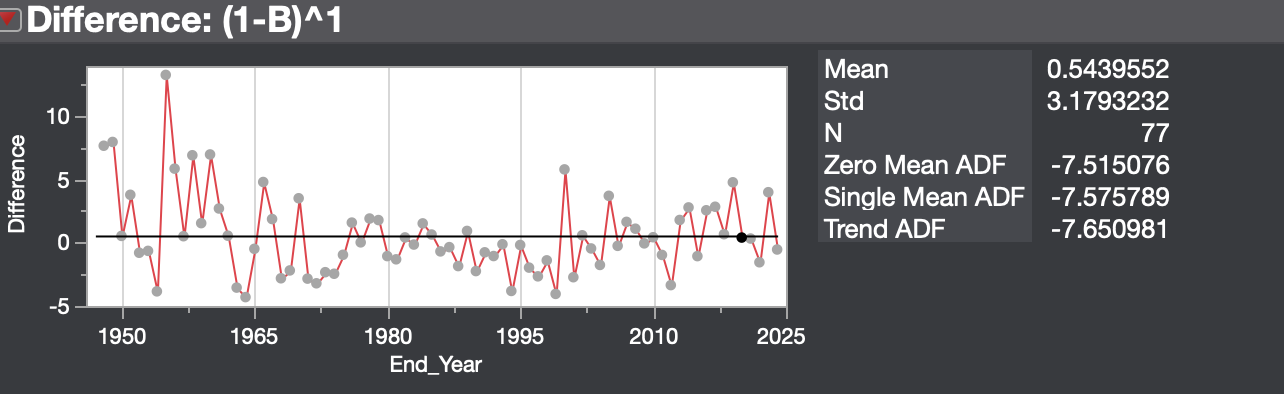 Difference: (1-B)^1
Difference
10
5
0
-5
1950 1965 1980 1995 2010 2025
End_Year
Mean 0.5439552
Std 3.1793232
N 77
Zero Mean ADF -7.515076
Single Mean ADF -7.575789
Trend ADF -7.650981